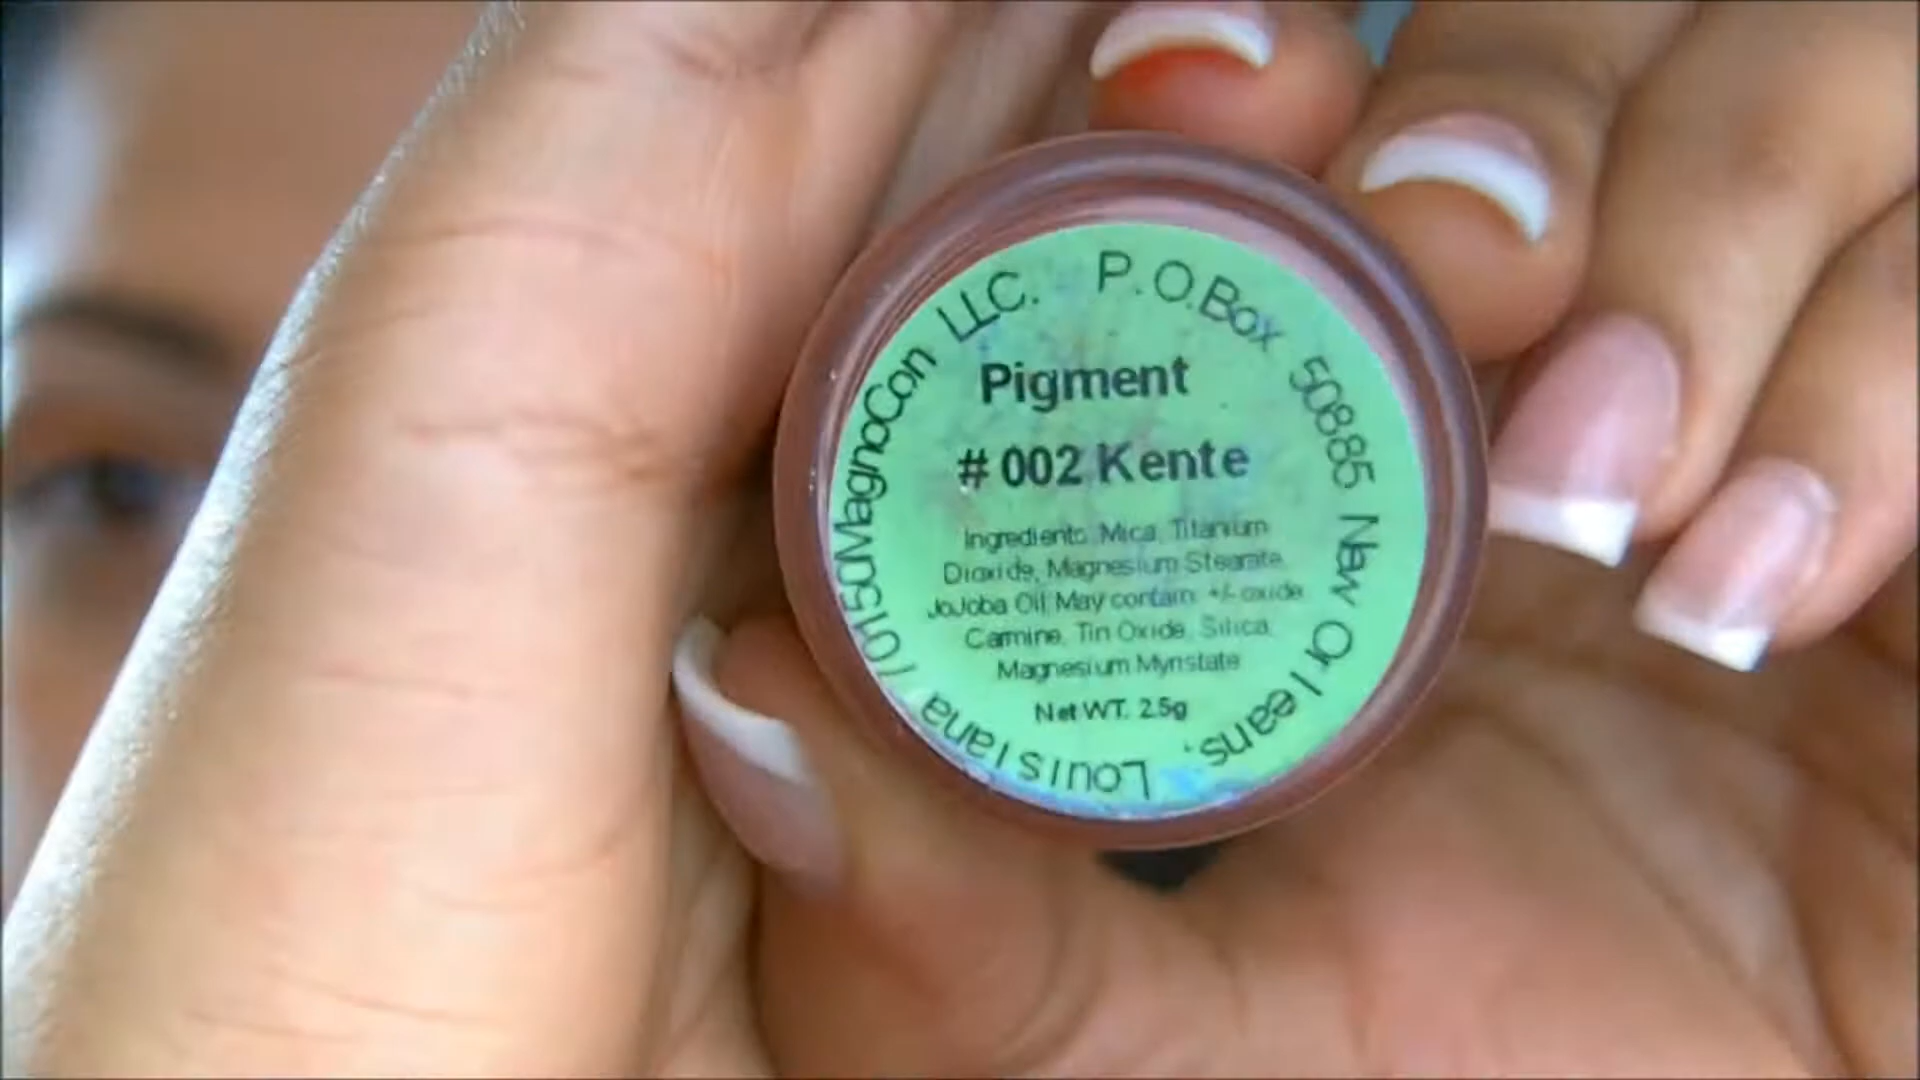 MagnoCon LLC. P.O.Box 50885 New Orleans, Louisiana 70150
Pigment
# 002 Kente
Ingredients: Mica, Titanium
Dioxide, Magnesium Stearate,
JoJoba Oil May contain: +/- oxide
Carmine, Tin Oxide, Silica,
Magnesium Myristate
Net WT. 2.5g